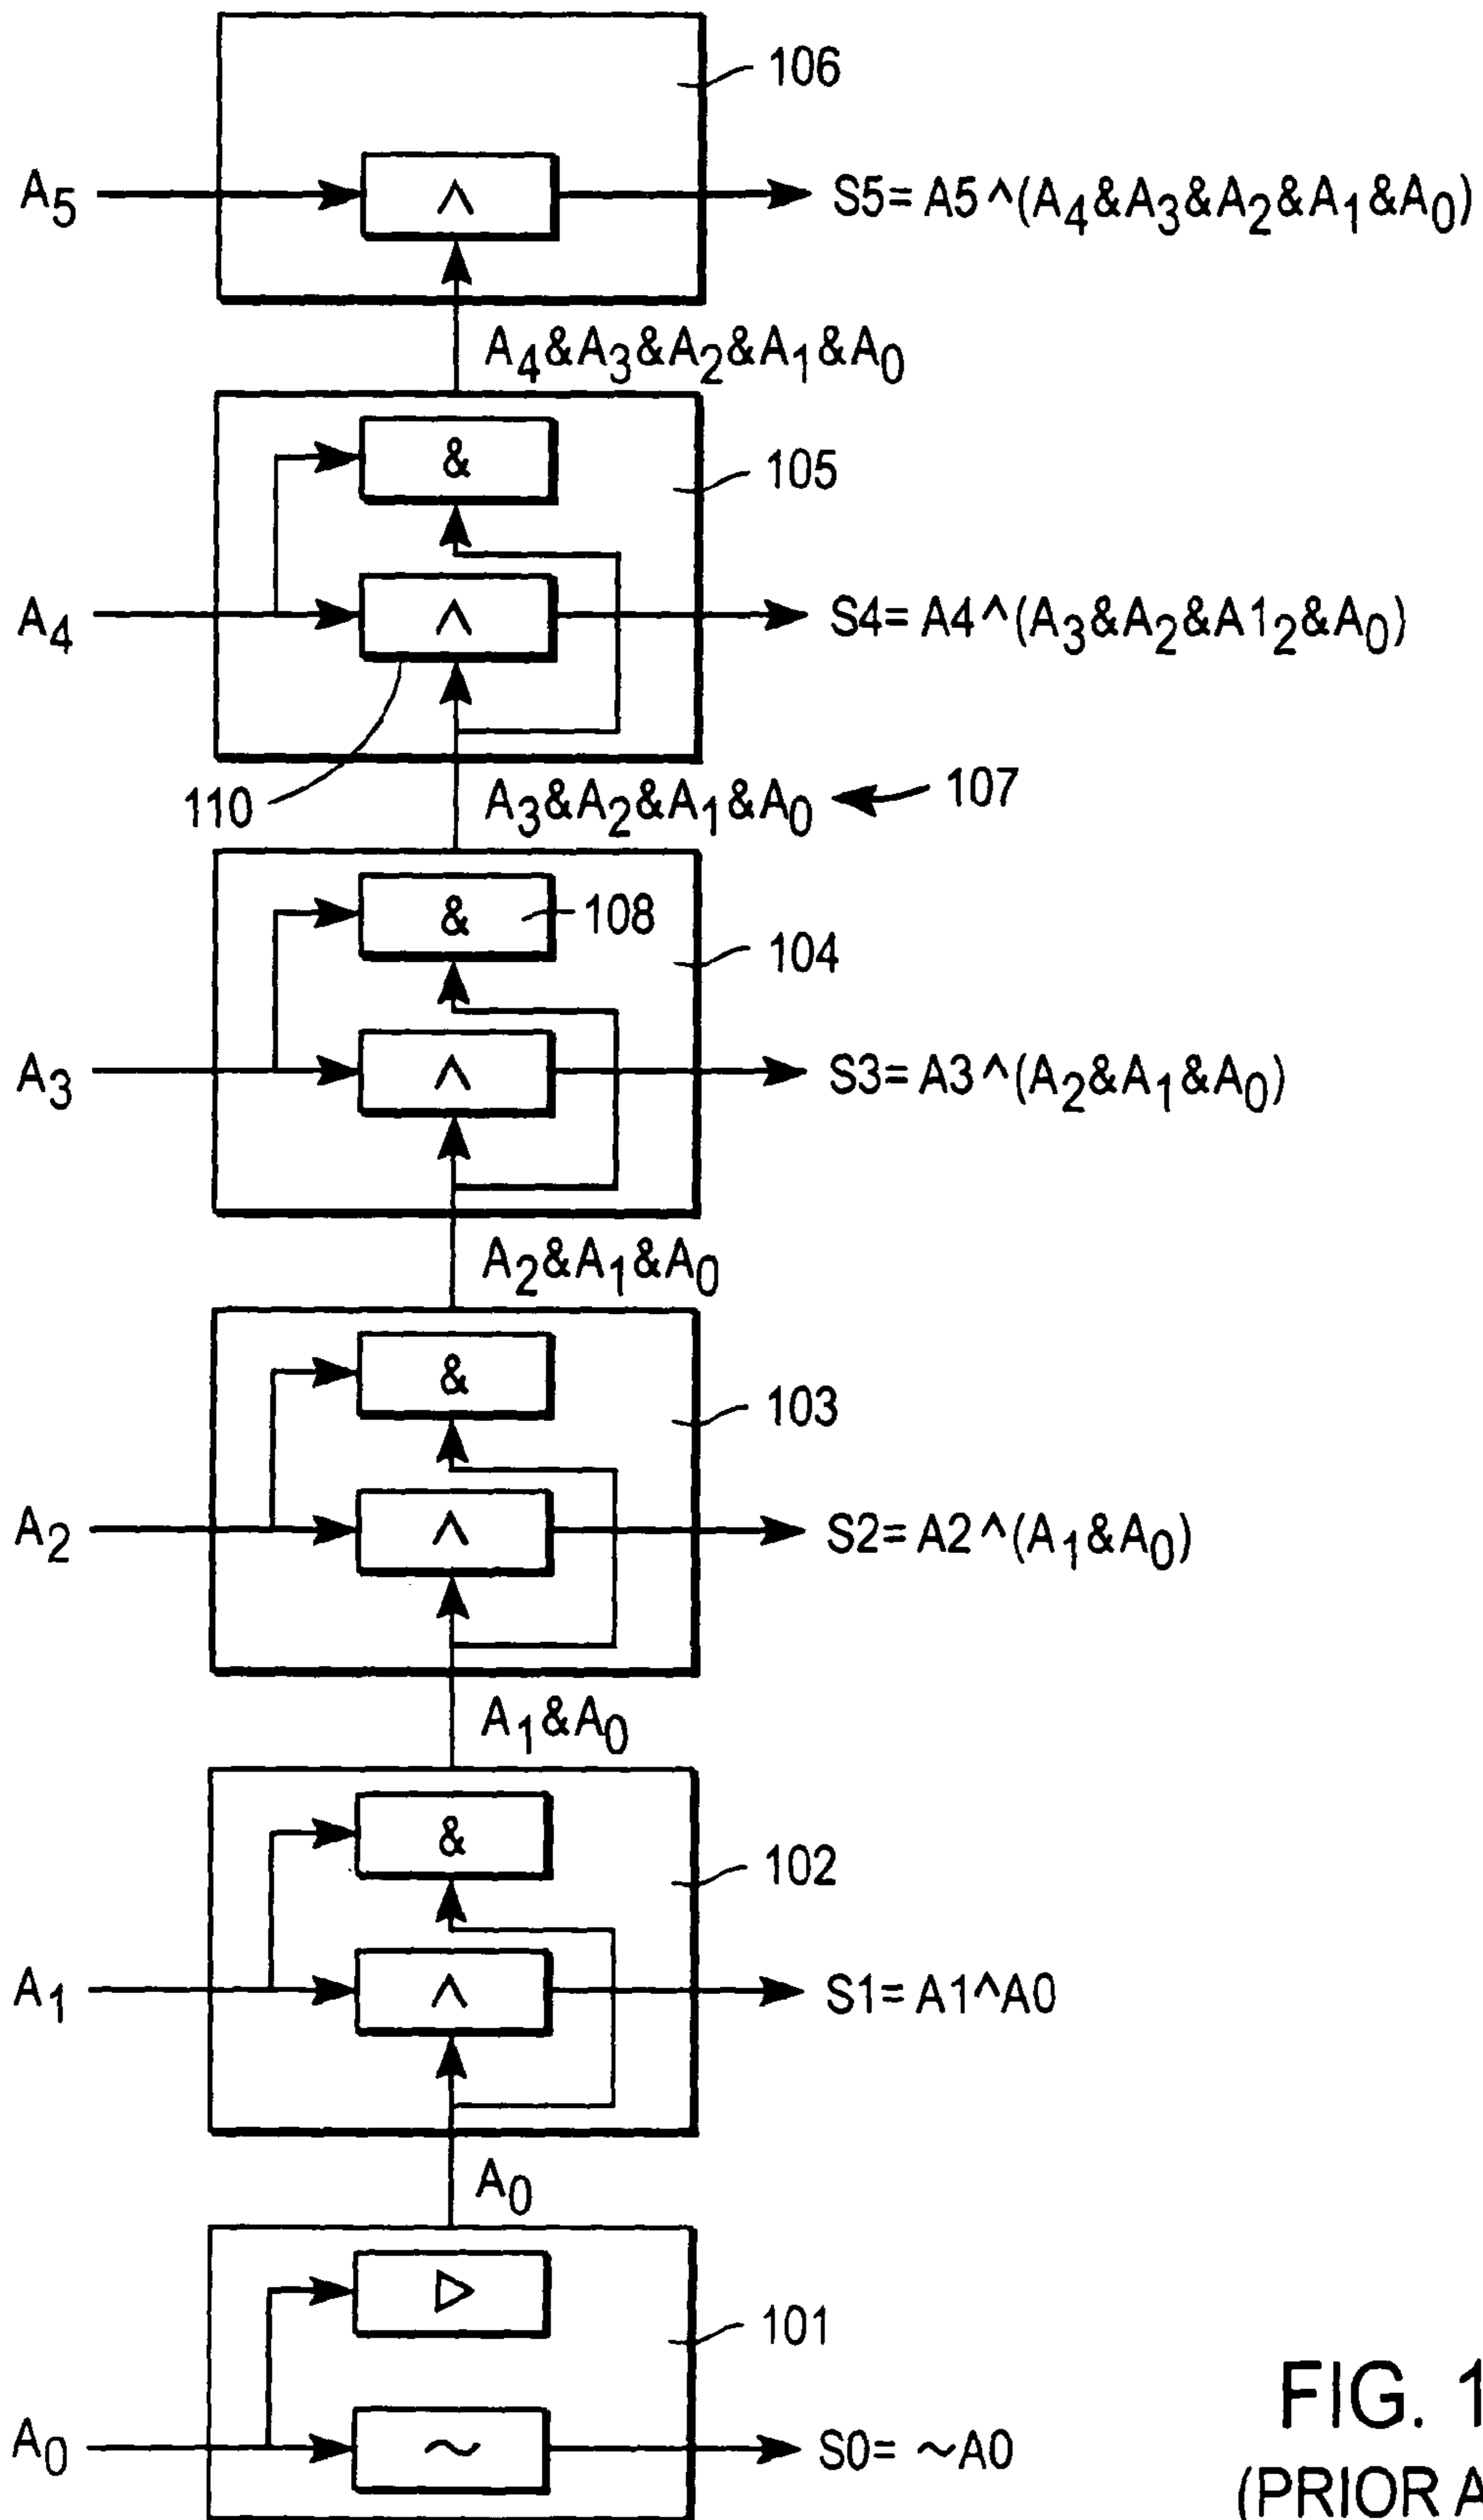 106
A₅
^
S5= A5^(A₄&A₃&A₂&A₁&A₀)
A₄&A₃&A₂&A₁&A₀
&
105
A₄
^
S4= A4^(A₃&A₂&A1₂&A₀)
110
A₃&A₂&A₁&A₀
107
&
108
104
A₃
^
S3= A3^(A₂&A₁&A₀)
A₂&A₁&A₀
&
103
A₂
^
S2= A2^(A₁&A₀)
A₁&A₀
&
102
A₁
^
S1= A1^A0
A₀
101
A₀
~
S0= ~A0
FIG. 1
(PRIOR A